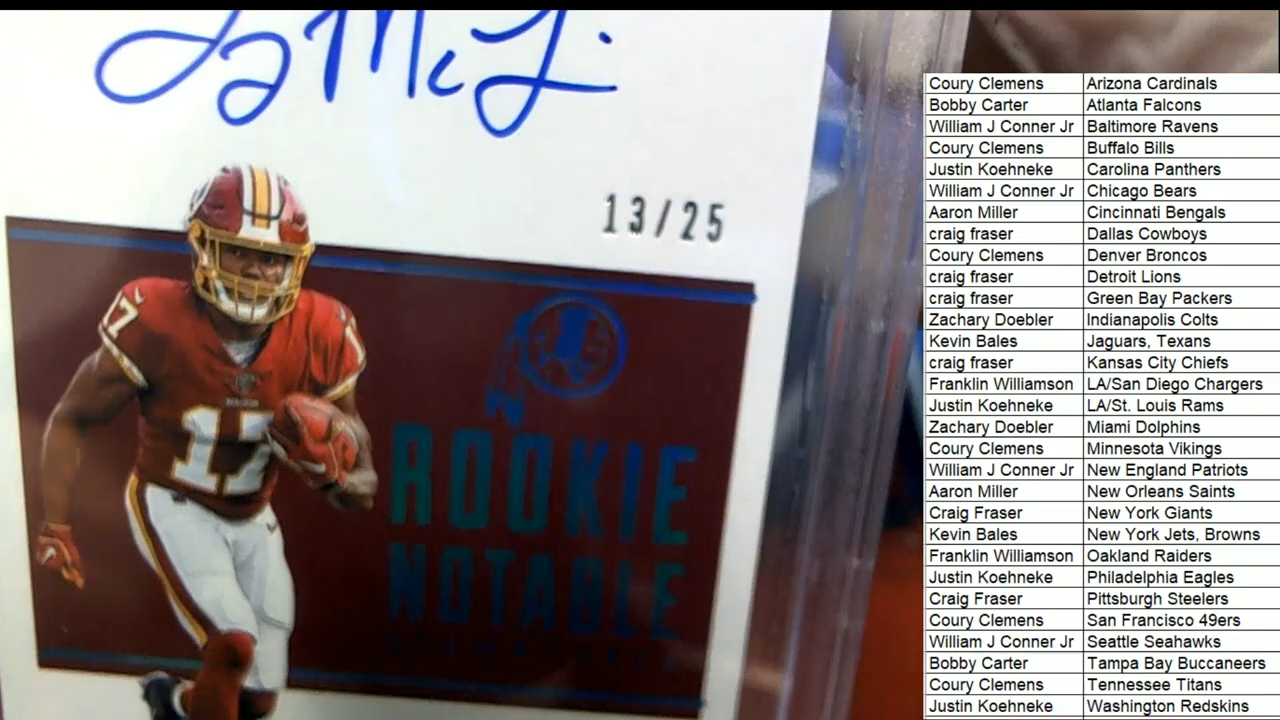 Ty McL
13/25
17
17
ROOKIE
NOTABLE
Coury Clemens Arizona Cardinals
Bobby Carter Atlanta Falcons
William J Conner Jr Baltimore Ravens
Coury Clemens Buffalo Bills
Justin Koehneke Carolina Panthers
William J Conner Jr Chicago Bears
Aaron Miller Cincinnati Bengals
craig fraser Dallas Cowboys
Coury Clemens Denver Broncos
craig fraser Detroit Lions
craig fraser Green Bay Packers
Zachary Doebler Indianapolis Colts
Kevin Bales Jaguars, Texans
craig fraser Kansas City Chiefs
Franklin Williamson LA/San Diego Chargers
Justin Koehneke LA/St. Louis Rams
Zachary Doebler Miami Dolphins
Coury Clemens Minnesota Vikings
William J Conner Jr New England Patriots
Aaron Miller New Orleans Saints
Craig Fraser New York Giants
Kevin Bales New York Jets, Browns
Franklin Williamson Oakland Raiders
Justin Koehneke Philadelphia Eagles
Craig Fraser Pittsburgh Steelers
Coury Clemens San Francisco 49ers
William J Conner Jr Seattle Seahawks
Bobby Carter Tampa Bay Buccaneers
Coury Clemens Tennessee Titans
Justin Koehneke Washington Redskins